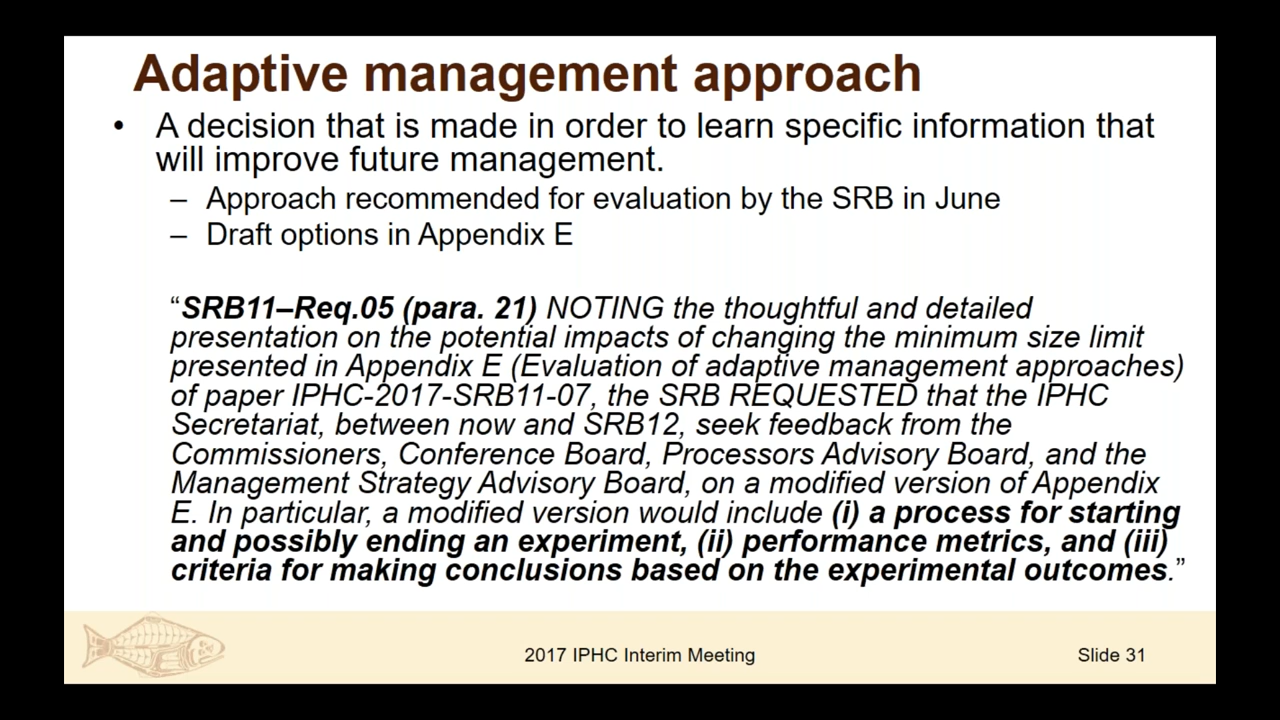 Adaptive management approach
• A decision that is made in order to learn specific information that
will improve future management.
– Approach recommended for evaluation by the SRB in June
– Draft options in Appendix E
“SRB11–Req.05 (para. 21) NOTING the thoughtful and detailed
presentation on the potential impacts of changing the minimum size limit
presented in Appendix E (Evaluation of adaptive management approaches)
of paper IPHC-2017-SRB11-07, the SRB REQUESTED that the IPHC
Secretariat, between now and SRB12, seek feedback from the
Commissioners, Conference Board, Processors Advisory Board, and the
Management Strategy Advisory Board, on a modified version of Appendix
E. In particular, a modified version would include (i) a process for starting
and possibly ending an experiment, (ii) performance metrics, and (iii)
criteria for making conclusions based on the experimental outcomes.”
2017 IPHC Interim Meeting
Slide 31